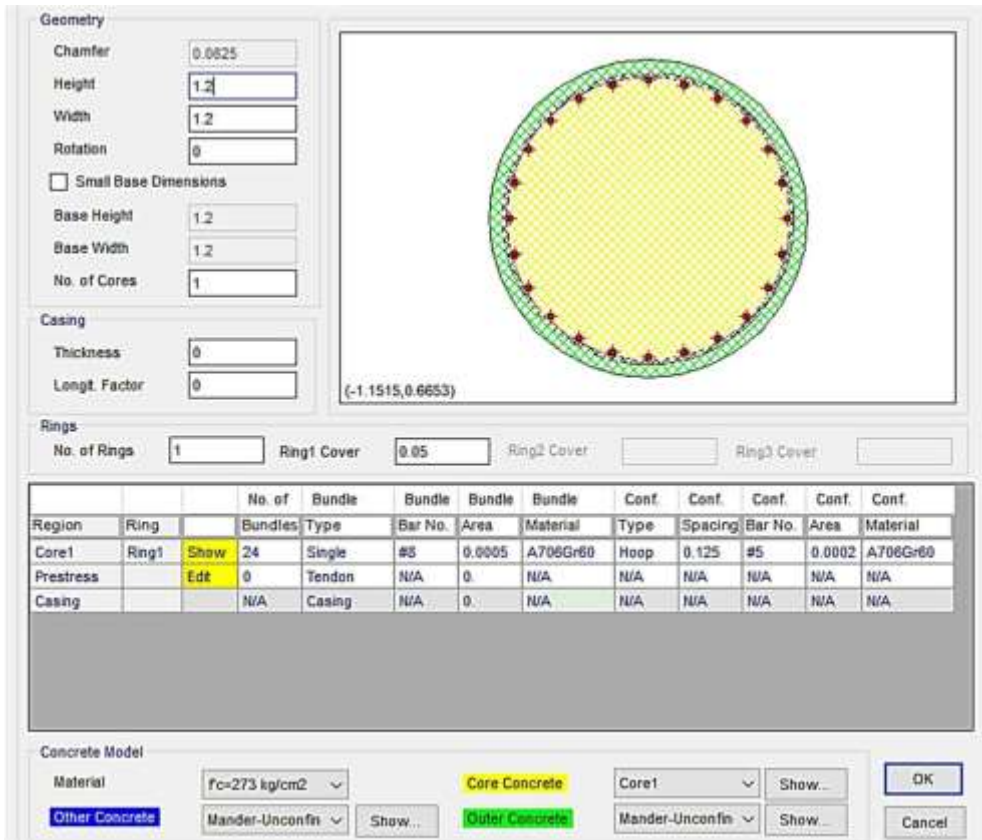 Geometry
Chamfer 0.0625
Height 1.2
Width 1.2
Rotation 0
Small Base Dimensions
Base Height 1.2
Base Width 1.2
No. of Cores 1
Casing
Thickness 0
Longit. Factor 0
(-1.1515,0.6653)
Rings
No. of Rings 1 Ring1 Cover 0.05 Ring2 Cover Ring3 Cover
No. of Bundle Bundle Bundle Bundle Conf. Conf. Conf. Conf. Conf.
Region Ring Bundles Type Bar No. Area Material Type Spacing Bar No. Area Material
Core1 Ring1 Show 24 Single #8 0.0005 A706Gr60 Hoop 0.125 #5 0.0002 A706Gr60
Prestress Edit 0 Tendon N/A 0. N/A N/A N/A N/A N/A N/A
Casing N/A Casing N/A 0. N/A N/A N/A N/A N/A N/A
Concrete Model
Material f'c=273 kg/cm2 Core Concrete Core1 Show... OK
Other Concrete Mander-Unconfin Show... Outer Concrete Mander-Unconfin Show... Cancel